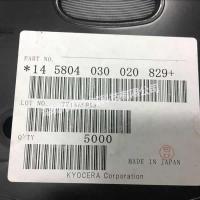 PART NO.
*14 5804 030 020 829+
LOT NO.
Q'TY
5000
MADE IN JAPAN
KYOCERA Corporation